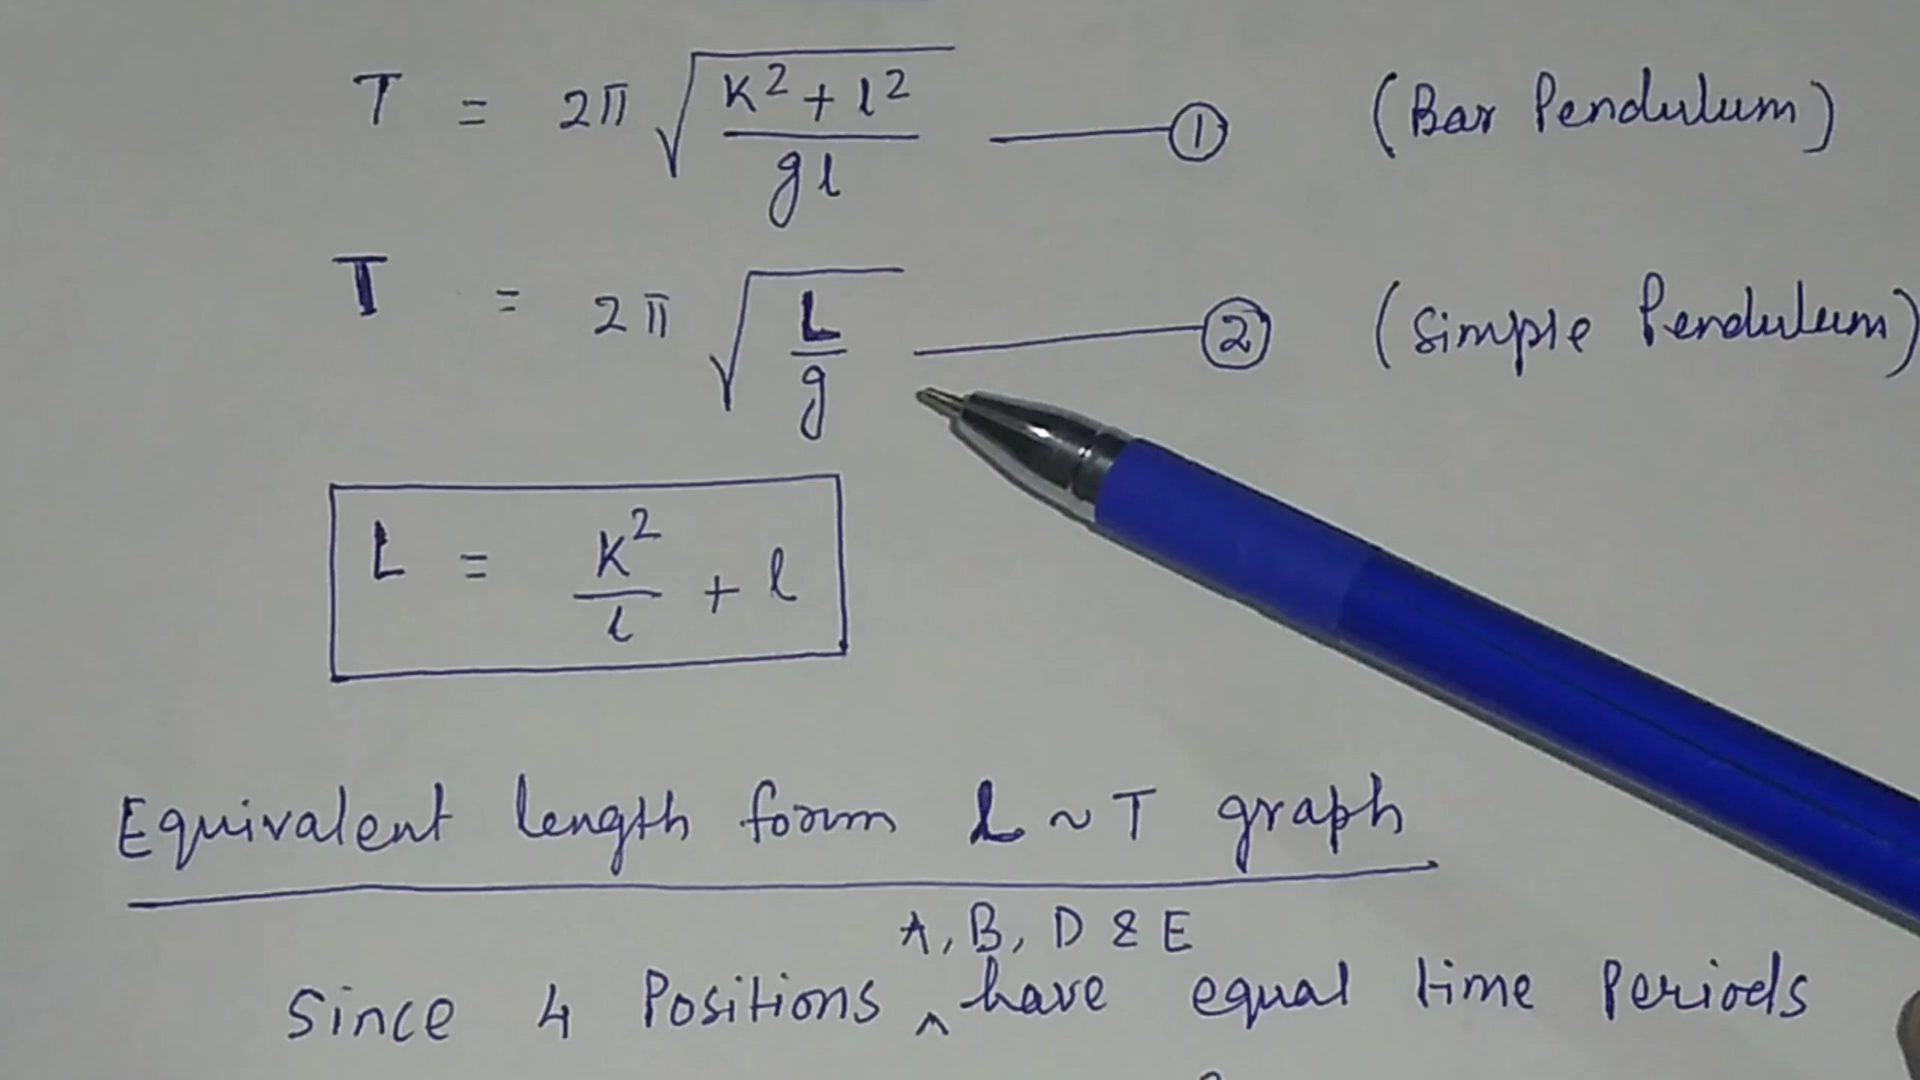 T = 2π √(K² + l² / gl) — ① (Bar Pendulum)
T = 2π √(L / g) — ② (Simple Pendulum)
L = K² / l + l
Equivalent length form L ~ T graph
A, B, D & E
Since 4 Positions ^ have equal time Periods